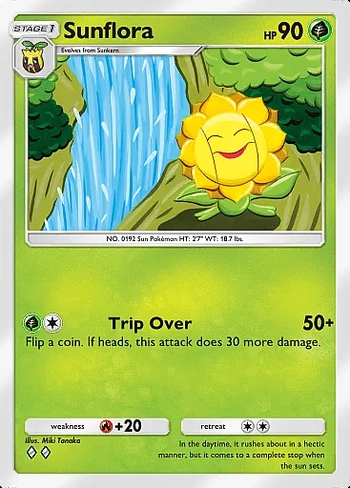 STAGE 1
Sunflora
HP 90
Evolves from Sunkern
NO. 0192 Sun Pokémon HT: 2'7" WT: 18.7 lbs.
Trip Over 50+
Flip a coin. If heads, this attack does 30 more damage.
weakness +20 retreat
Illus. Miki Tanaka
In the daytime, it rushes about in a hectic
manner, but it comes to a complete stop when
the sun sets.